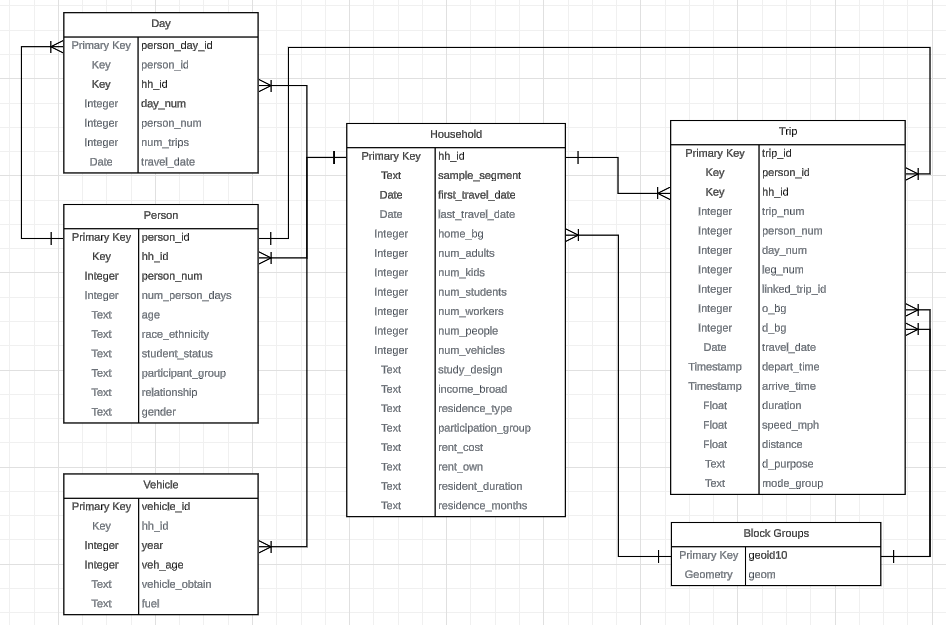 Day
Primary Key person_day_id
Key person_id
Key hh_id
Integer day_num
Integer person_num
Integer num_trips
Date travel_date
Person
Primary Key person_id
Key hh_id
Integer person_num
Integer num_person_days
Text age
Text race_ethnicity
Text student_status
Text participant_group
Text relationship
Text gender
Vehicle
Primary Key vehicle_id
Key hh_id
Integer year
Integer veh_age
Text vehicle_obtain
Text fuel
Household
Primary Key hh_id
Text sample_segment
Date first_travel_date
Date last_travel_date
Integer home_bg
Integer num_adults
Integer num_kids
Integer num_students
Integer num_workers
Integer num_people
Integer num_vehicles
Text study_design
Text income_broad
Text residence_type
Text participation_group
Text rent_cost
Text rent_own
Text resident_duration
Text residence_months
Trip
Primary Key trip_id
Key person_id
Key hh_id
Integer trip_num
Integer person_num
Integer day_num
Integer leg_num
Integer linked_trip_id
Integer o_bg
Integer d_bg
Date travel_date
Timestamp depart_time
Timestamp arrive_time
Float duration
Float speed_mph
Float distance
Text d_purpose
Text mode_group
Block Groups
Primary Key geoid10
Geometry geom